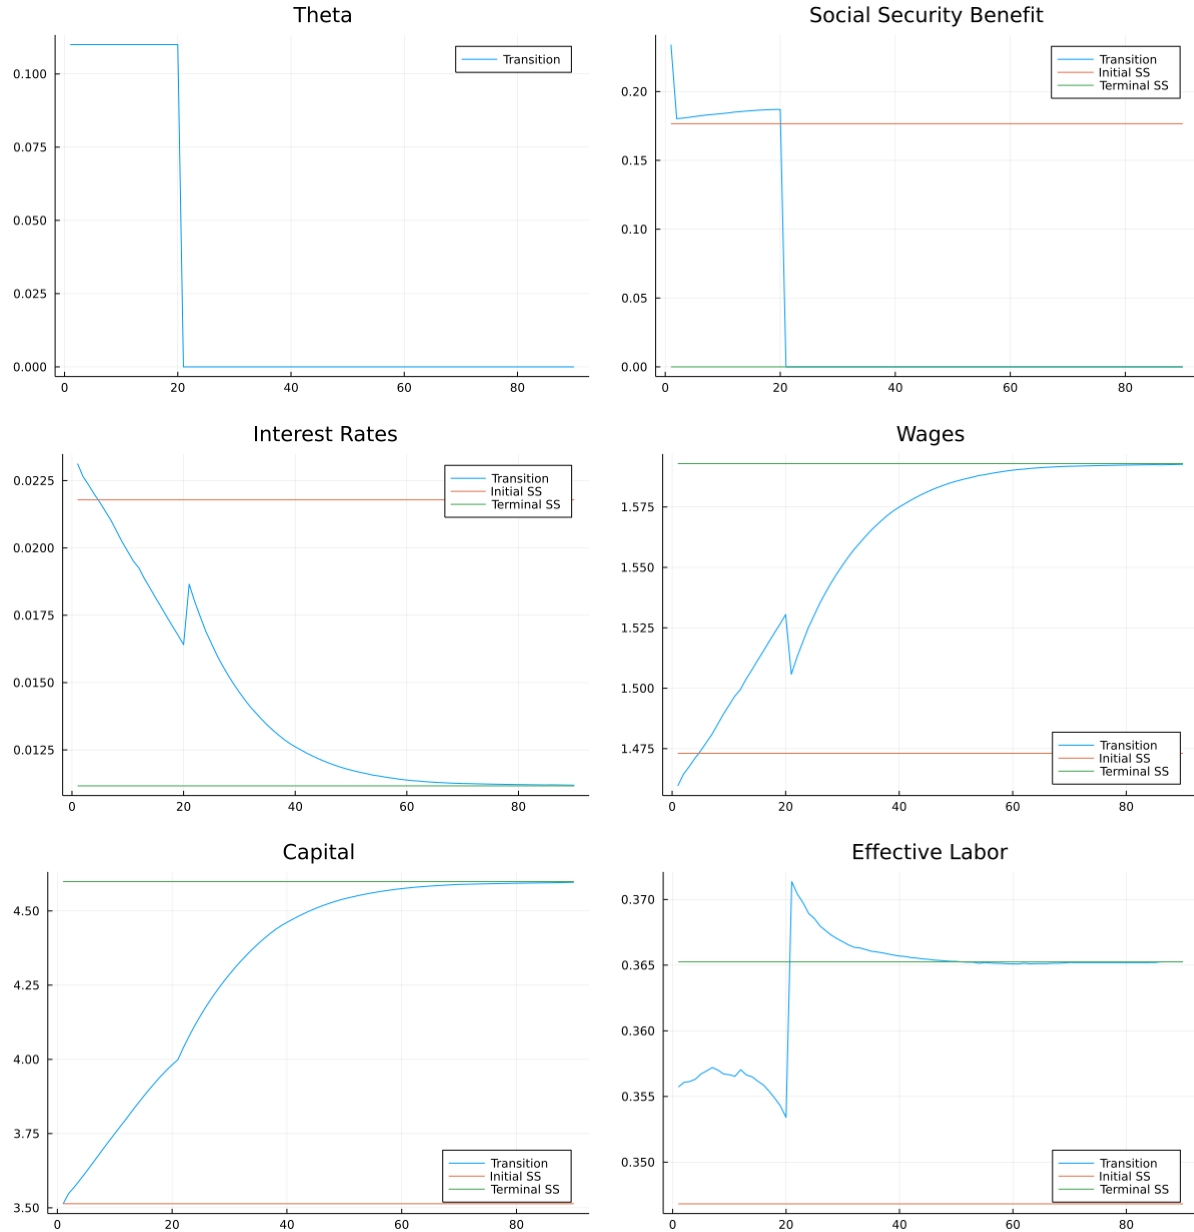 Theta
Transition
0.100
0.075
0.050
0.025
0.000
0 20 40 60 80
Social Security Benefit
Transition
Initial SS
Terminal SS
0.20
0.15
0.10
0.05
0.00
0 20 40 60 80
Interest Rates
Transition
Initial SS
Terminal SS
0.0225
0.0200
0.0175
0.0150
0.0125
0 20 40 60 80
Wages
1.575
1.550
1.525
1.500
1.475
Transition
Initial SS
Terminal SS
0 20 40 60 80
Capital
4.50
4.25
4.00
3.75
3.50
Transition
Initial SS
Terminal SS
0 20 40 60 80
Effective Labor
0.370
0.365
0.360
0.355
0.350
Transition
Initial SS
Terminal SS
0 20 40 60 80